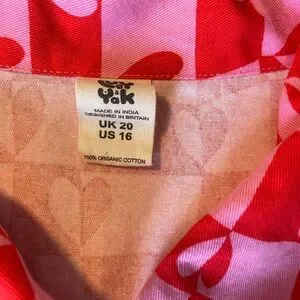 & Yak
MADE IN INDIA
DESIGNED IN BRITAIN
UK 20
US 16
100% ORGANIC COTTON